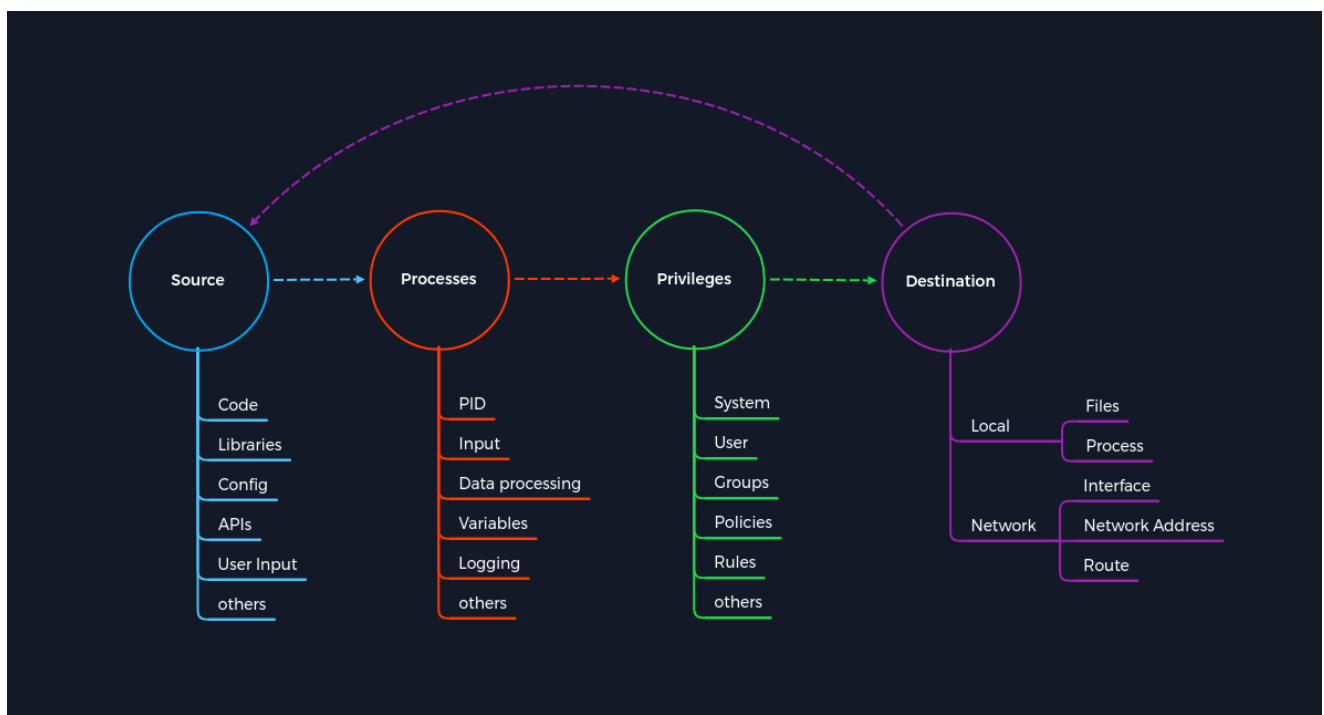 Source
Processes
Privileges
Destination
Code
Libraries
Config
APIs
User Input
others
PID
Input
Data processing
Variables
Logging
others
System
User
Groups
Policies
Rules
others
Local
Files
Process
Network
Interface
Network Address
Route